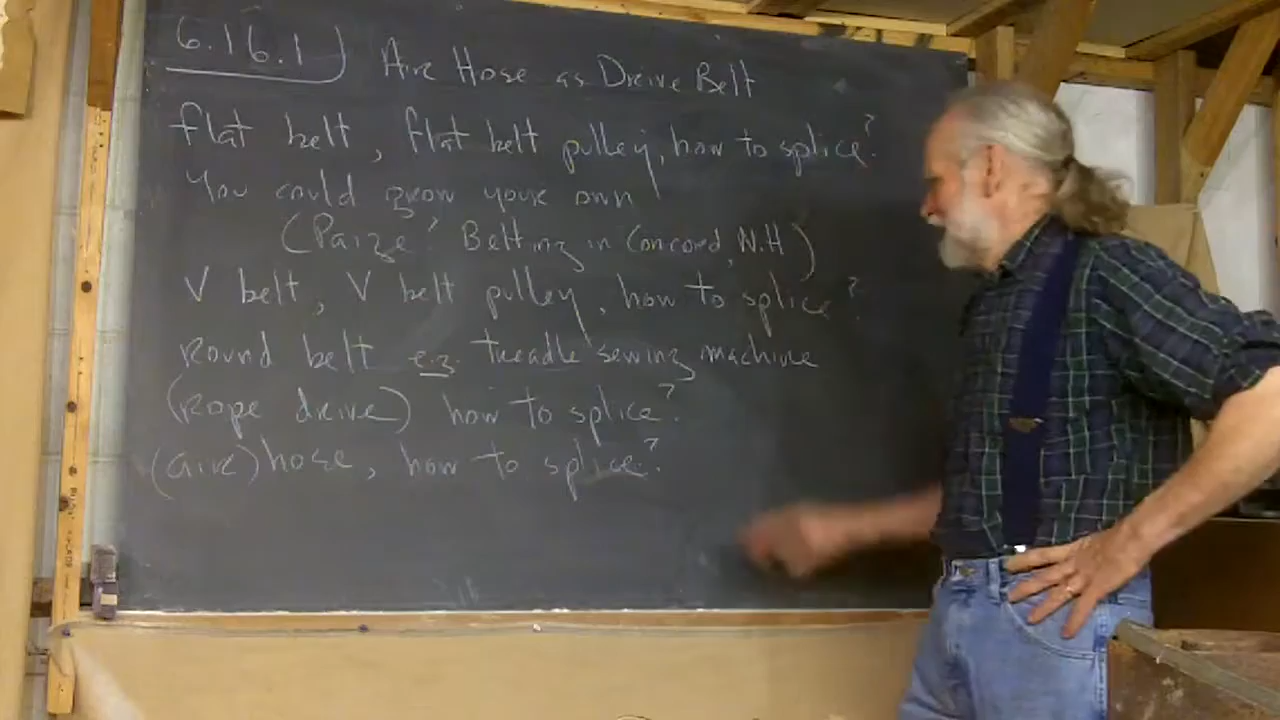 6.16.1) Air Hose as Drive Belt
flat belt, flat belt pulley, how to splice?
You could grow your own
(Paige? Belting in Concord, N.H)
V belt, V belt pulley, how to splice?
Round belt e.g. treadle sewing machine
(rope drive) how to splice?
(air) hose, how to splice?